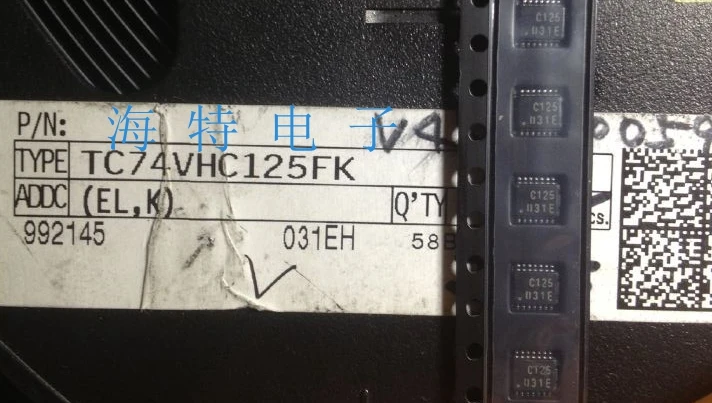 C125
031E
C125
031E
海特电子
P/N:
TYPE TC74VHC125FK
ADDC (EL,K) Q'TY
992145 031EH 58B
C125
031E
C125
031E
C125
031E